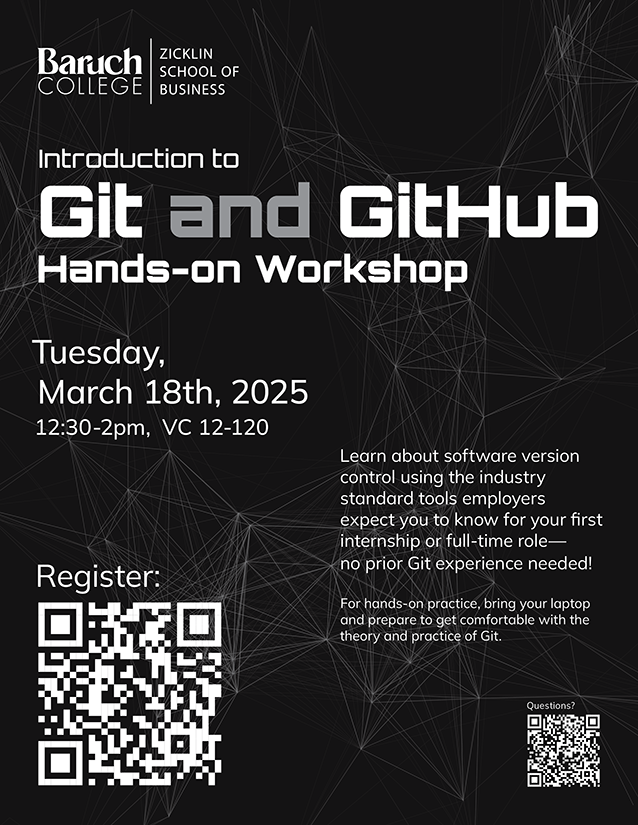 Baruch
COLLEGE
ZICKLIN
SCHOOL OF
BUSINESS
Introduction to
Git and GitHub
Hands-on Workshop
Tuesday,
March 18th, 2025
12:30-2pm, VC 12-120
Learn about software version
control using the industry
standard tools employers
expect you to know for your first
internship or full-time role—
no prior Git experience needed!
For hands-on practice, bring your laptop
and prepare to get comfortable with the
theory and practice of Git.
Register:
Questions?